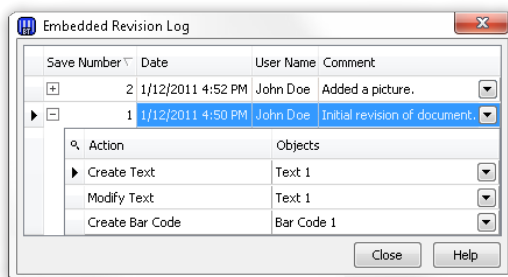 BT Embedded Revision Log
Save Number Date User Name Comment
2 1/12/2011 4:52 PM John Doe Added a picture.
1 1/12/2011 4:50 PM John Doe Initial revision of document.
Action Objects
Create Text Text 1
Modify Text Text 1
Create Bar Code Bar Code 1
Close Help